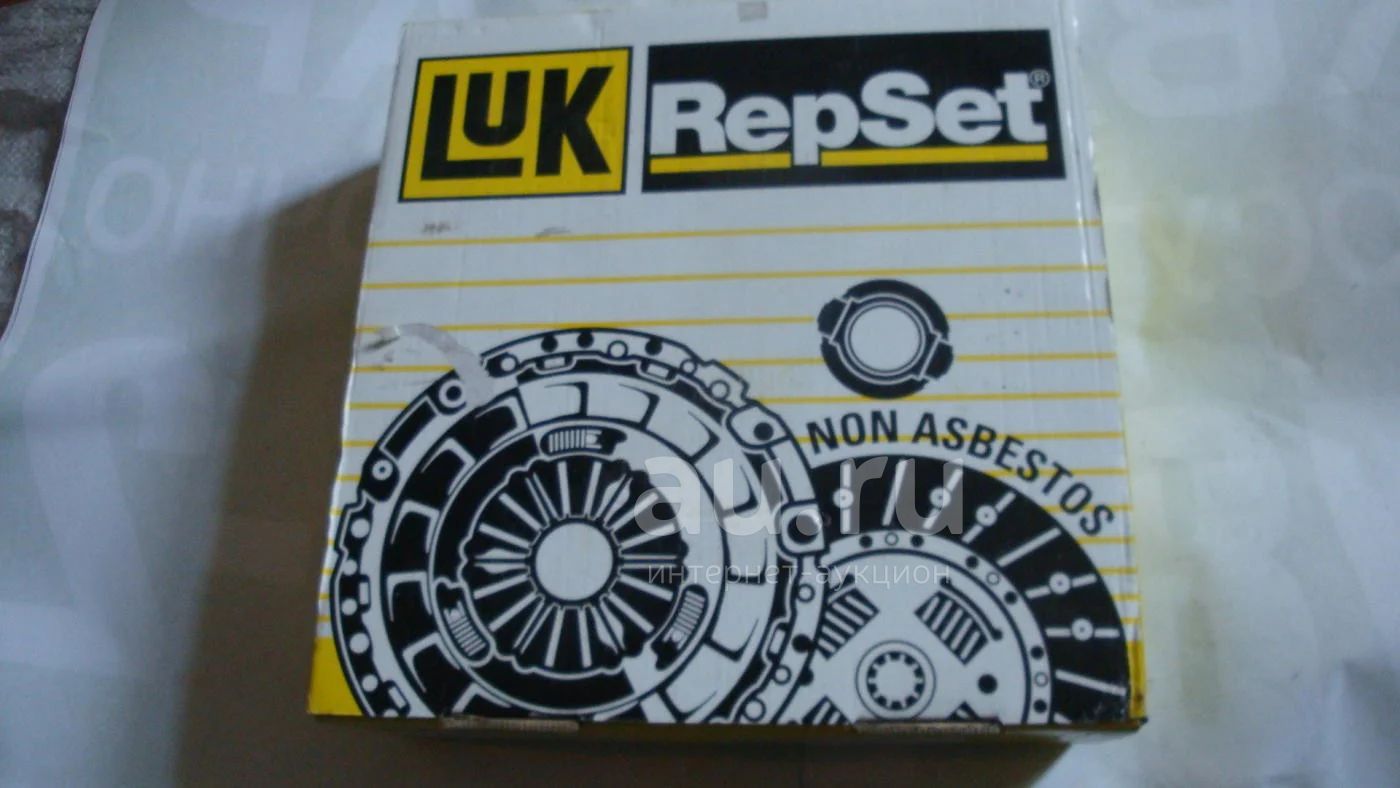 LUK
RepSet®
NON ASBESTOS
au.ru
интернет-аукцион